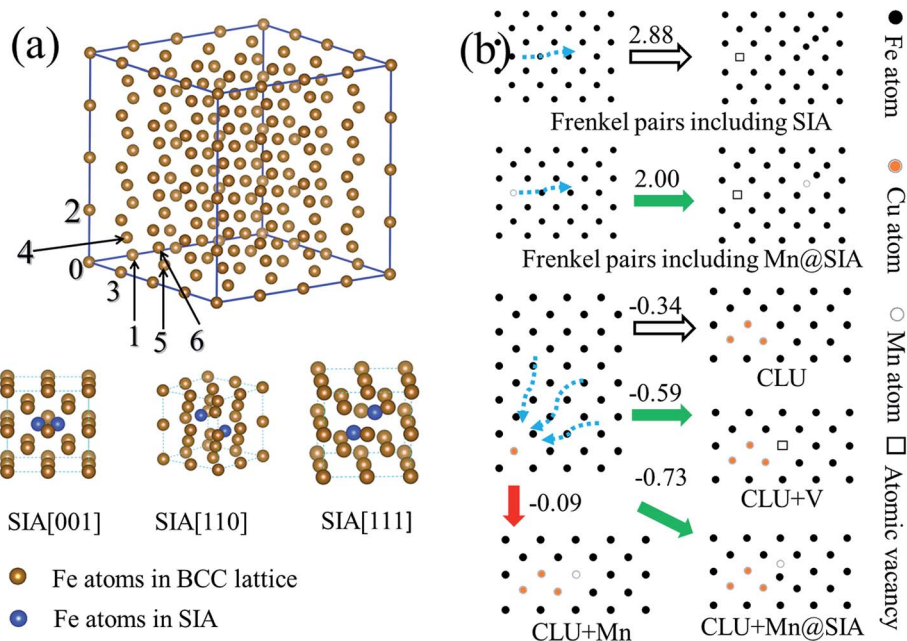 (a)
2
4
0
3
1
5
6
SIA[001]
SIA[110]
SIA[111]
Fe atoms in BCC lattice
Fe atoms in SIA
(b)
2.88
Frenkel pairs including SIA
2.00
Frenkel pairs including Mn@SIA
-0.34
CLU
-0.59
CLU+V
-0.73
-0.09
CLU+Mn
CLU+Mn@SIA
Fe atom
Cu atom
Mn atom
Atomic vacancy